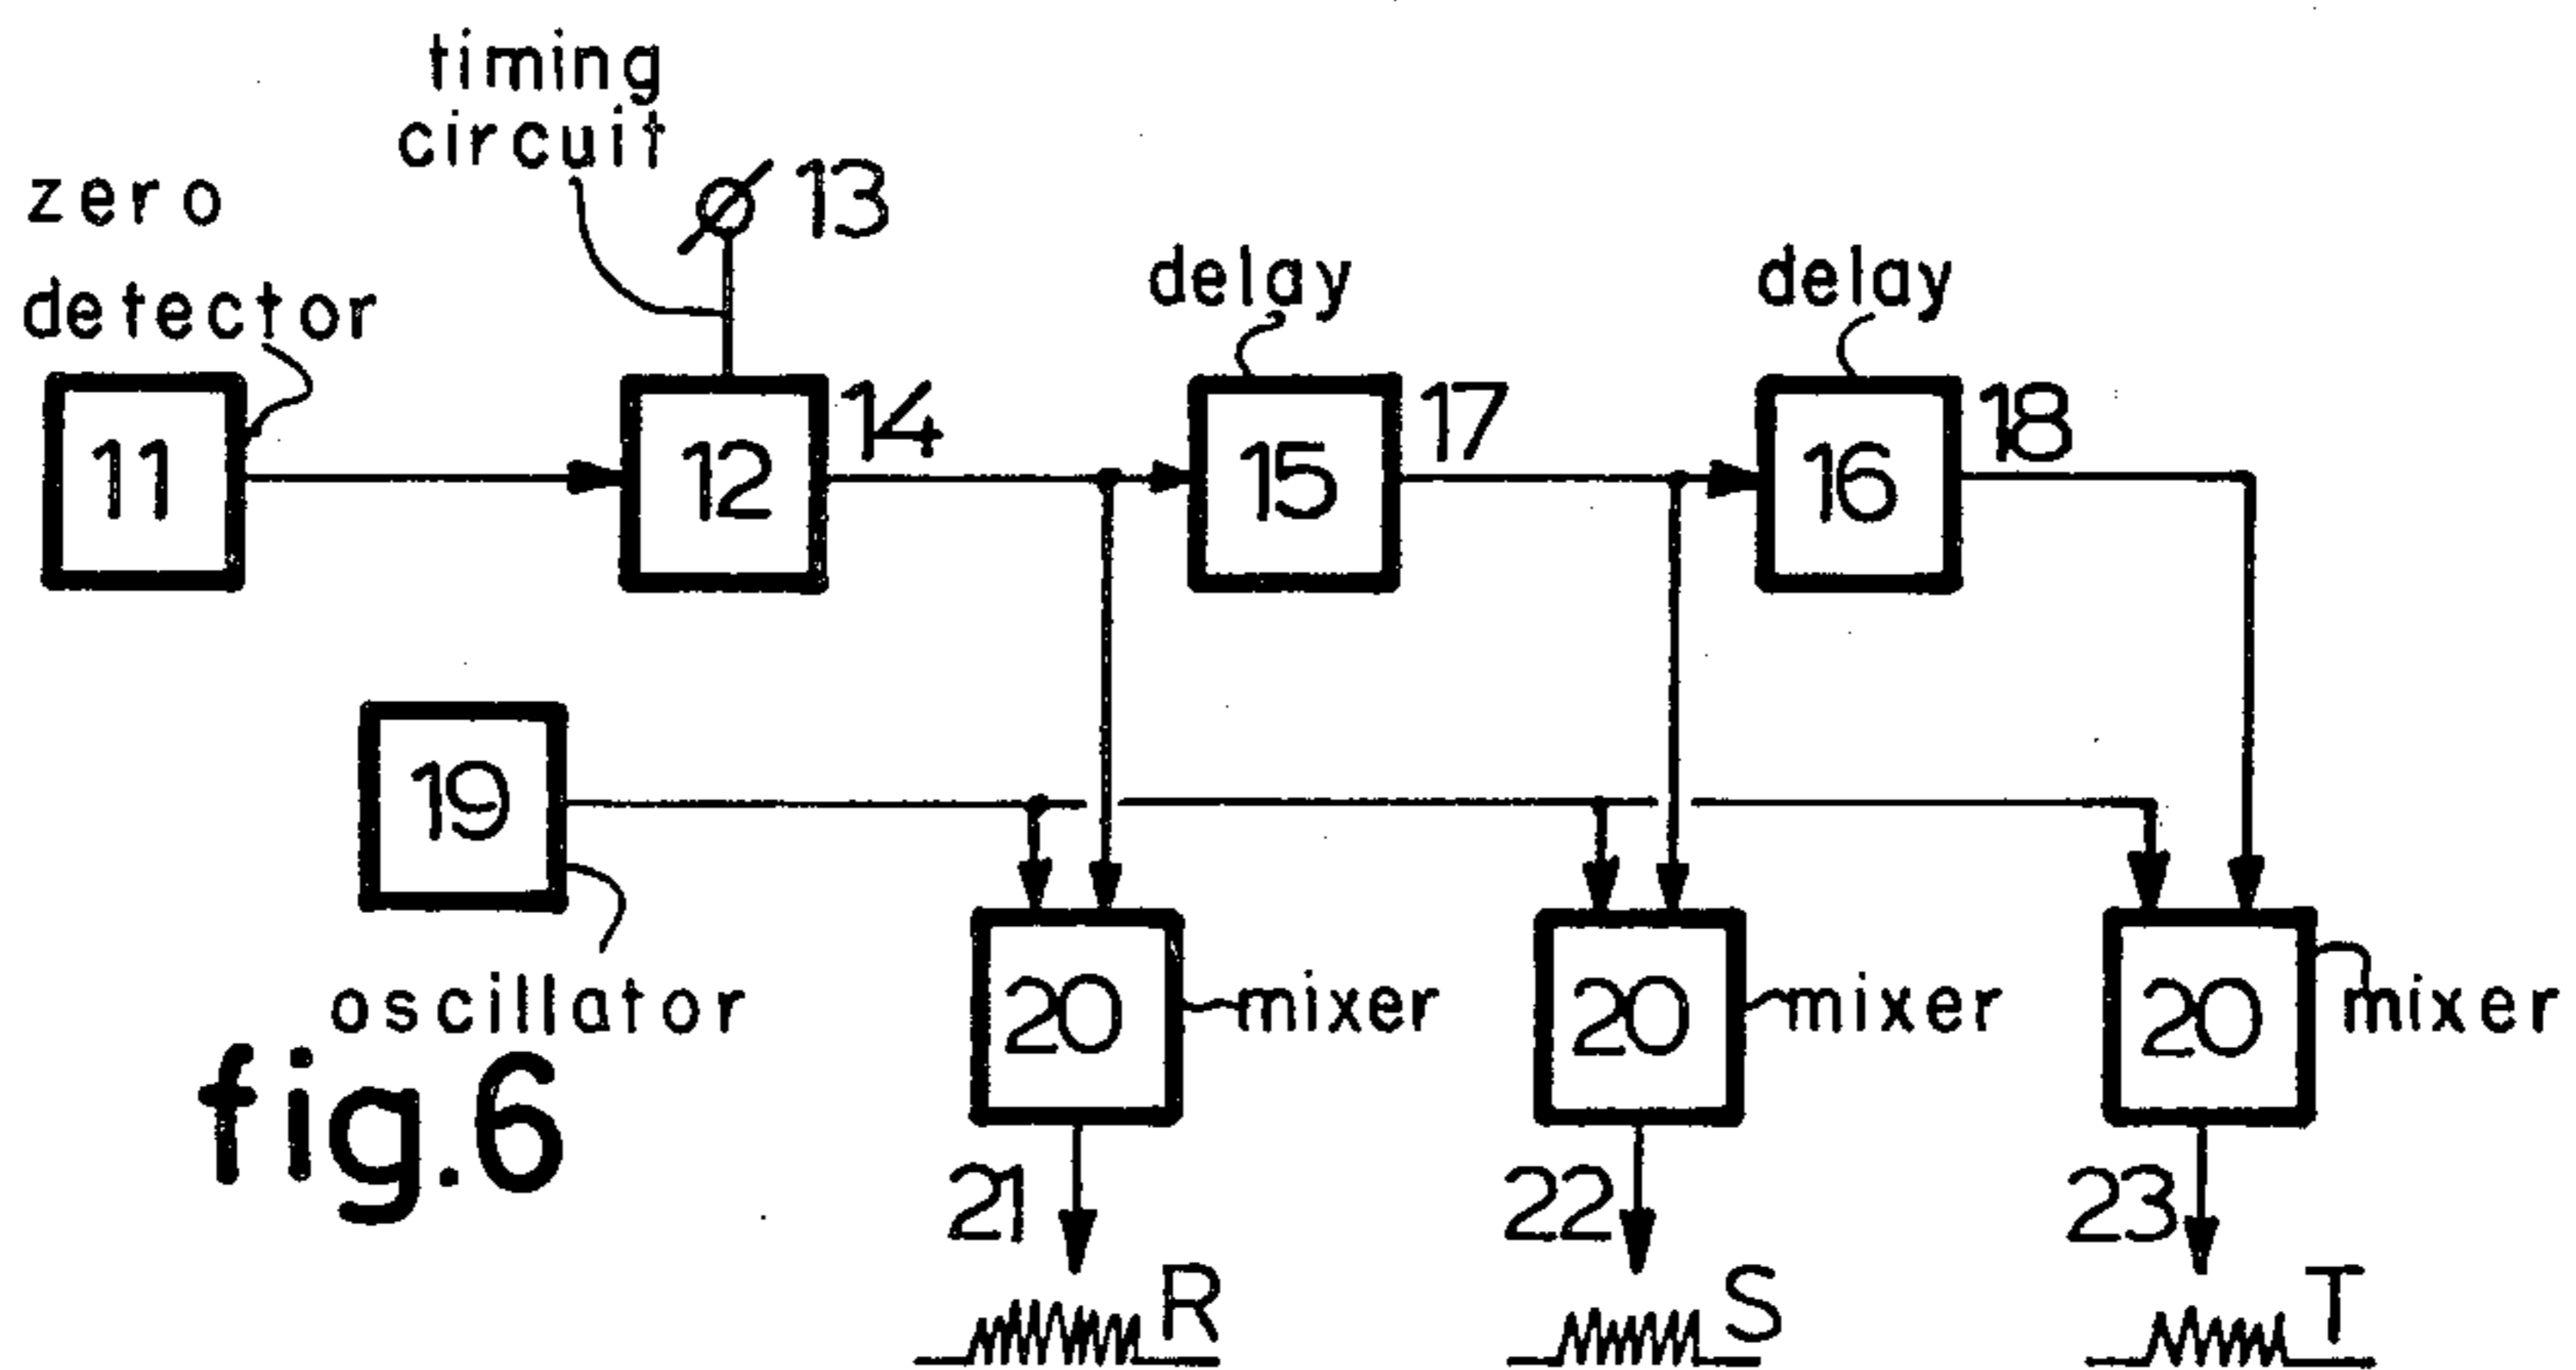 timing
circuit
zero
detector
13
delay
delay
11
12
14
15
17
16
18
19
oscillator
20
mixer
20
mixer
20
mixer
fig.6
21
22
23
R
S
T